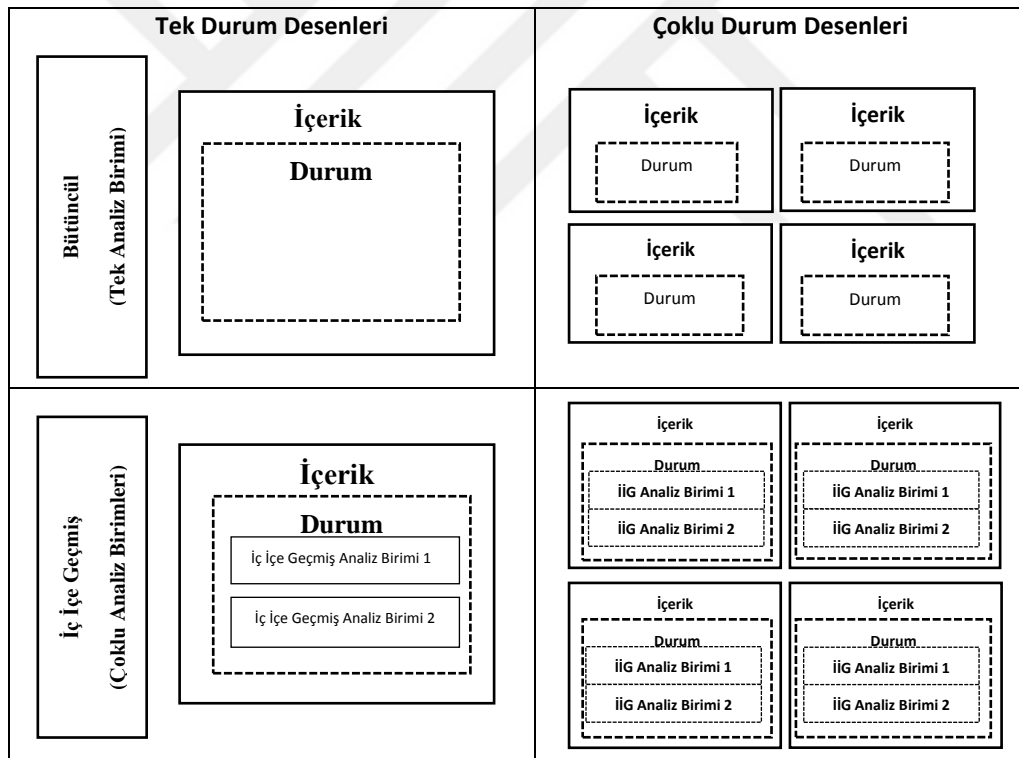 Tek Durum Desenleri
Çoklu Durum Desenleri
Bütüncül
(Tek Analiz Birimi)
İçerik
Durum
İçerik
Durum
İçerik
Durum
İçerik
Durum
İçerik
Durum
İç İçe Geçmiş
(Çoklu Analiz Birimleri)
İçerik
Durum
İç İçe Geçmiş Analiz Birimi 1
İç İçe Geçmiş Analiz Birimi 2
İçerik
Durum
İİG Analiz Birimi 1
İİG Analiz Birimi 2
İçerik
Durum
İİG Analiz Birimi 1
İİG Analiz Birimi 2
İçerik
Durum
İİG Analiz Birimi 1
İİG Analiz Birimi 2
İçerik
Durum
İİG Analiz Birimi 1
İİG Analiz Birimi 2